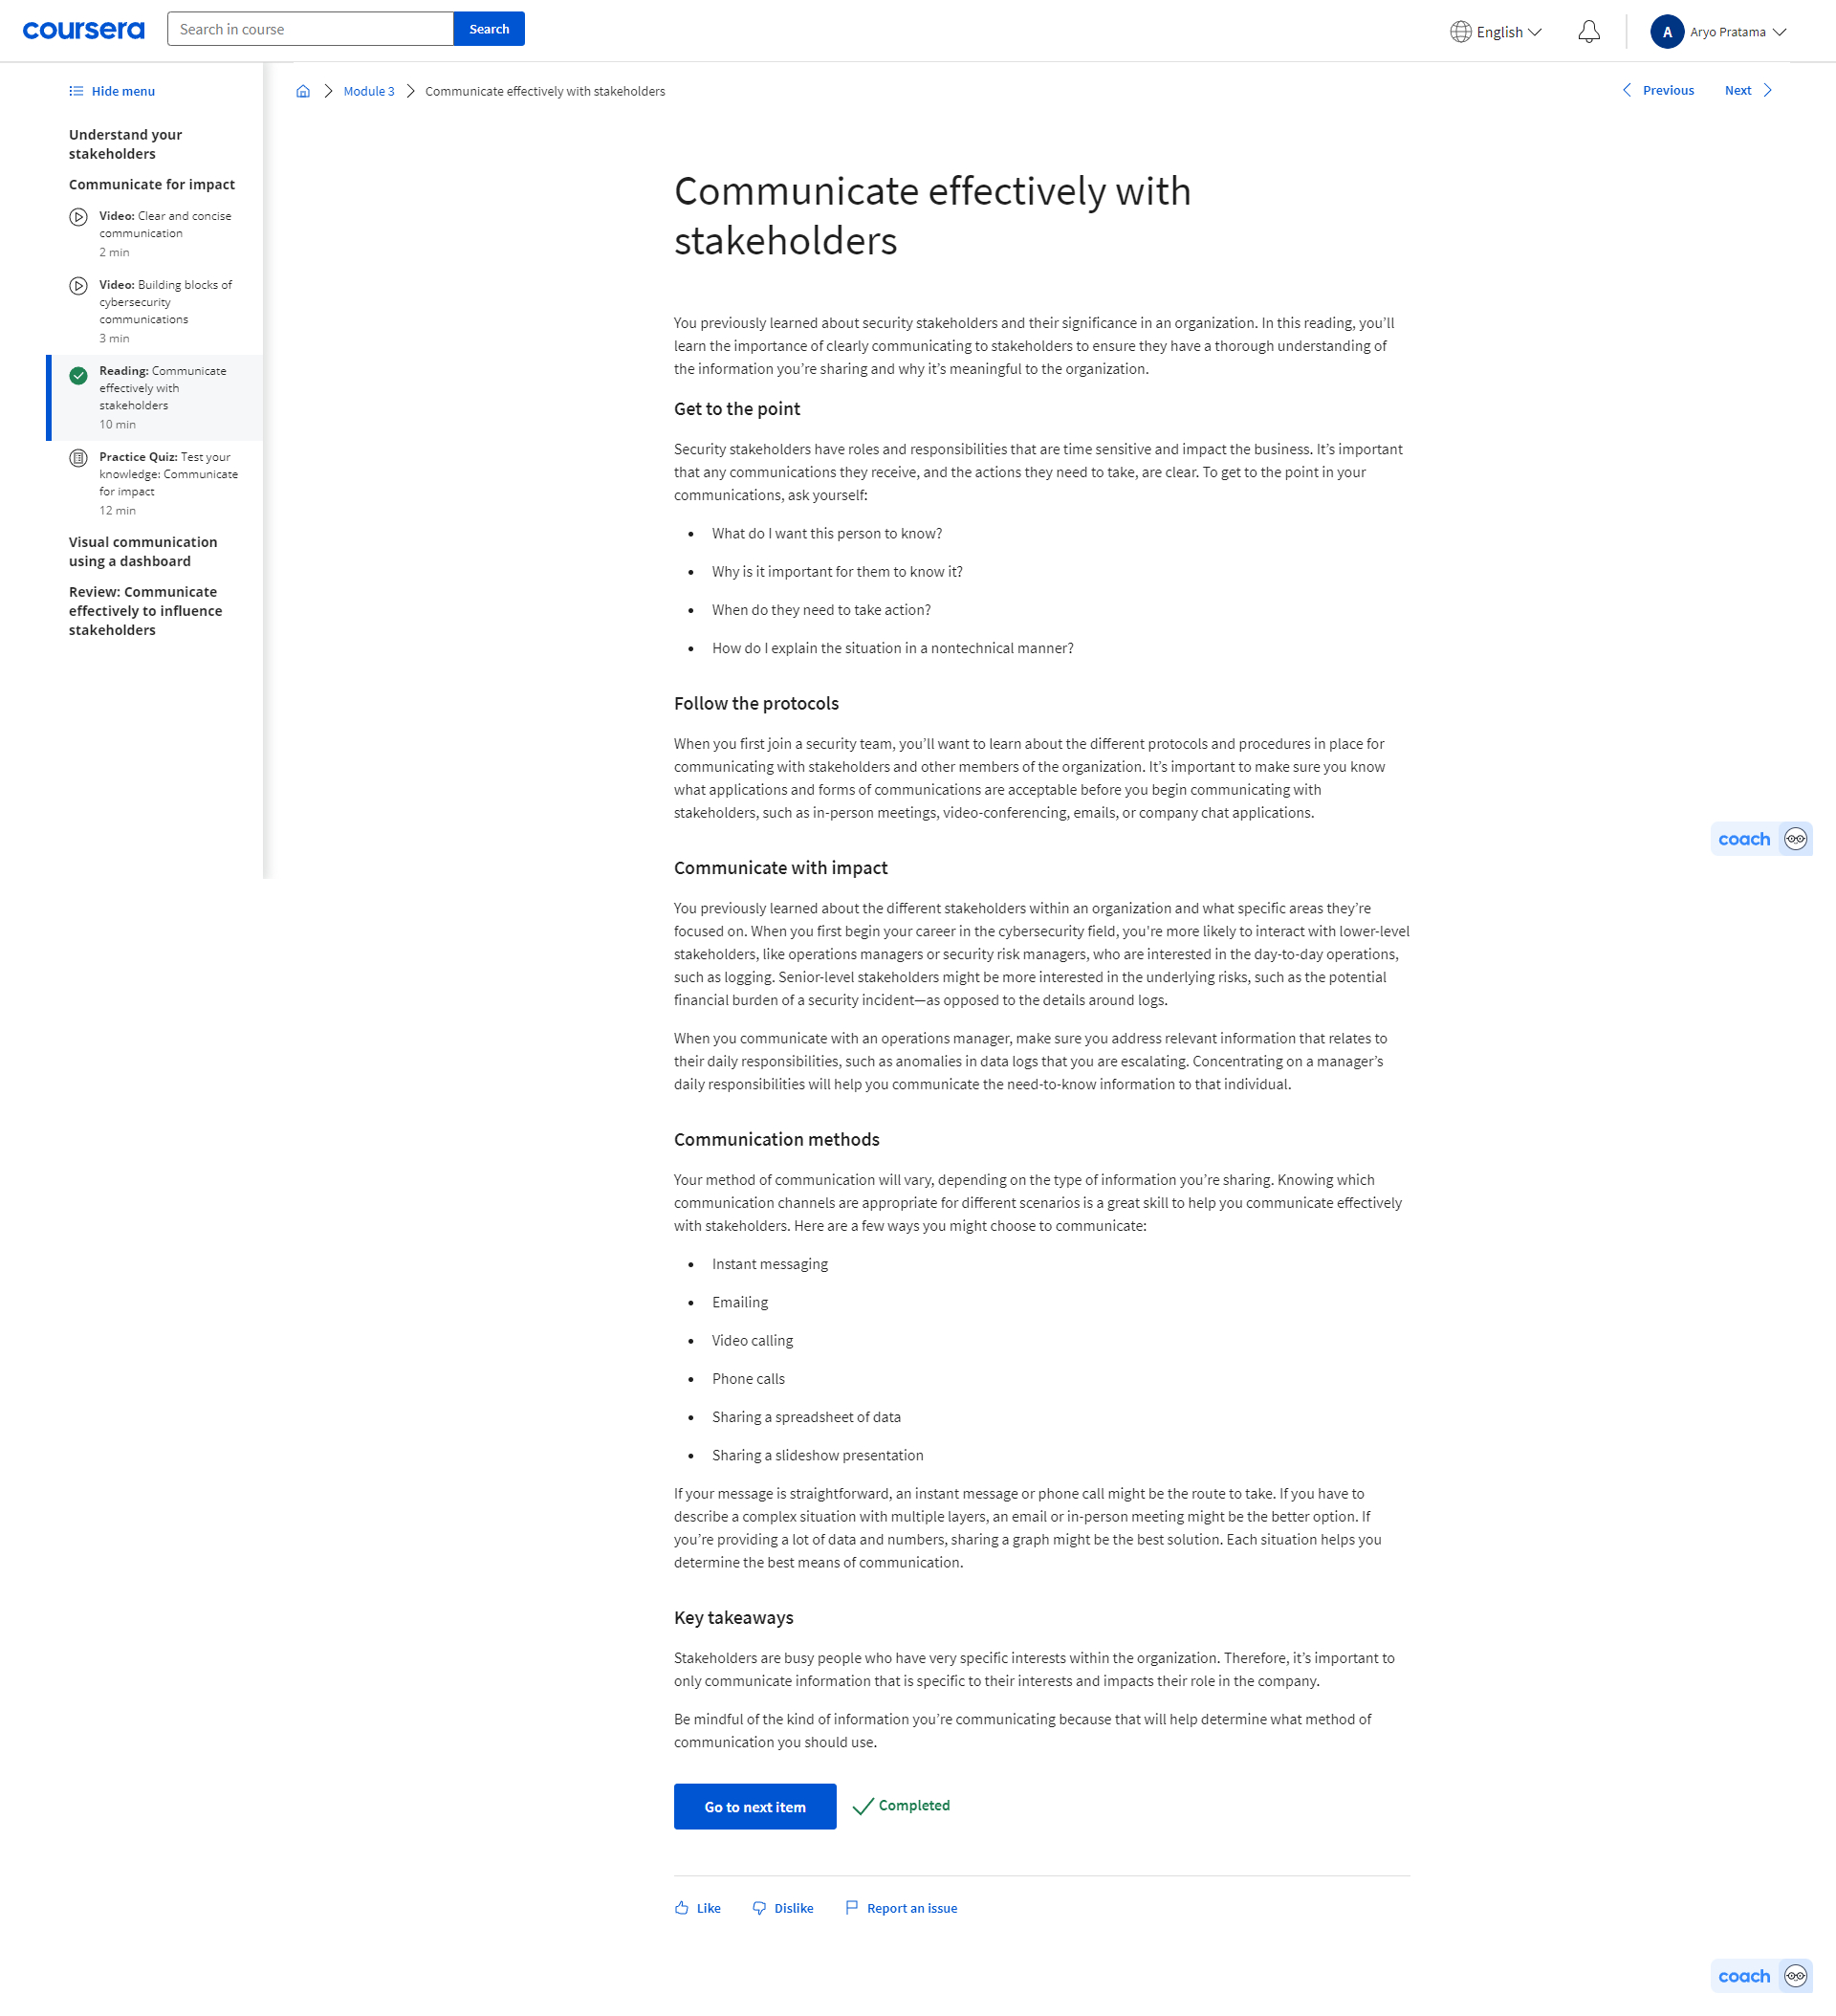 coursera
Search in course
Search
English
A
Aryo Pratama
Hide menu
Understand your
stakeholders
Communicate for impact
Video: Clear and concise
communication
2 min
Video: Building blocks of
cybersecurity
communications
3 min
Reading: Communicate
effectively with
stakeholders
10 min
Practice Quiz: Test your
knowledge: Communicate
for impact
12 min
Visual communication
using a dashboard
Review: Communicate
effectively to influence
stakeholders
Module 3
Communicate effectively with stakeholders
Previous
Next
Communicate effectively with
stakeholders
You previously learned about security stakeholders and their significance in an organization. In this reading, you’ll
learn the importance of clearly communicating to stakeholders to ensure they have a thorough understanding of
the information you’re sharing and why it’s meaningful to the organization.
Get to the point
Security stakeholders have roles and responsibilities that are time sensitive and impact the business. It’s important
that any communications they receive, and the actions they need to take, are clear. To get to the point in your
communications, ask yourself:
• What do I want this person to know?
• Why is it important for them to know it?
• When do they need to take action?
• How do I explain the situation in a nontechnical manner?
Follow the protocols
When you first join a security team, you’ll want to learn about the different protocols and procedures in place for
communicating with stakeholders and other members of the organization. It’s important to make sure you know
what applications and forms of communications are acceptable before you begin communicating with
stakeholders, such as in-person meetings, video-conferencing, emails, or company chat applications.
coach
Communicate with impact
You previously learned about the different stakeholders within an organization and what specific areas they’re
focused on. When you first begin your career in the cybersecurity field, you're more likely to interact with lower-level
stakeholders, like operations managers or security risk managers, who are interested in the day-to-day operations,
such as logging. Senior-level stakeholders might be more interested in the underlying risks, such as the potential
financial burden of a security incident—as opposed to the details around logs.
When you communicate with an operations manager, make sure you address relevant information that relates to
their daily responsibilities, such as anomalies in data logs that you are escalating. Concentrating on a manager’s
daily responsibilities will help you communicate the need-to-know information to that individual.
Communication methods
Your method of communication will vary, depending on the type of information you’re sharing. Knowing which
communication channels are appropriate for different scenarios is a great skill to help you communicate effectively
with stakeholders. Here are a few ways you might choose to communicate:
• Instant messaging
• Emailing
• Video calling
• Phone calls
• Sharing a spreadsheet of data
• Sharing a slideshow presentation
If your message is straightforward, an instant message or phone call might be the route to take. If you have to
describe a complex situation with multiple layers, an email or in-person meeting might be the better option. If
you’re providing a lot of data and numbers, sharing a graph might be the best solution. Each situation helps you
determine the best means of communication.
Key takeaways
Stakeholders are busy people who have very specific interests within the organization. Therefore, it’s important to
only communicate information that is specific to their interests and impacts their role in the company.
Be mindful of the kind of information you’re communicating because that will help determine what method of
communication you should use.
Go to next item
Completed
Like
Dislike
Report an issue
coach